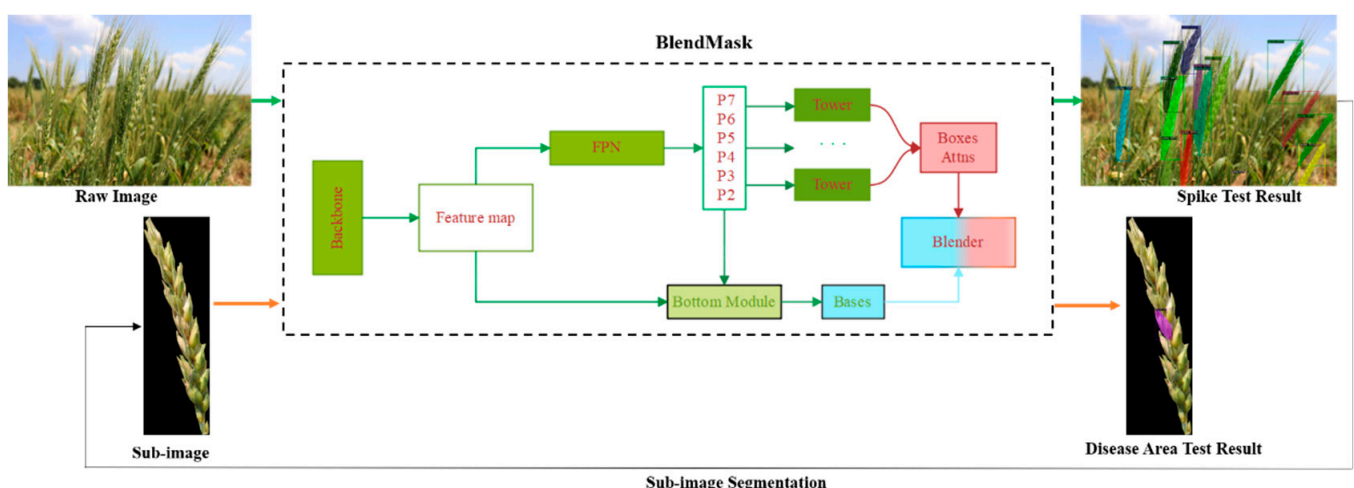 BlendMask
Raw Image
Backbone
Feature map
FPN
P7
P6
P5
P4
P3
P2
Tower
. . .
Tower
Boxes
Attns
Blender
Bottom Module
Bases
Spike Test Result
Sub-image
Disease Area Test Result
Sub-image Segmentation